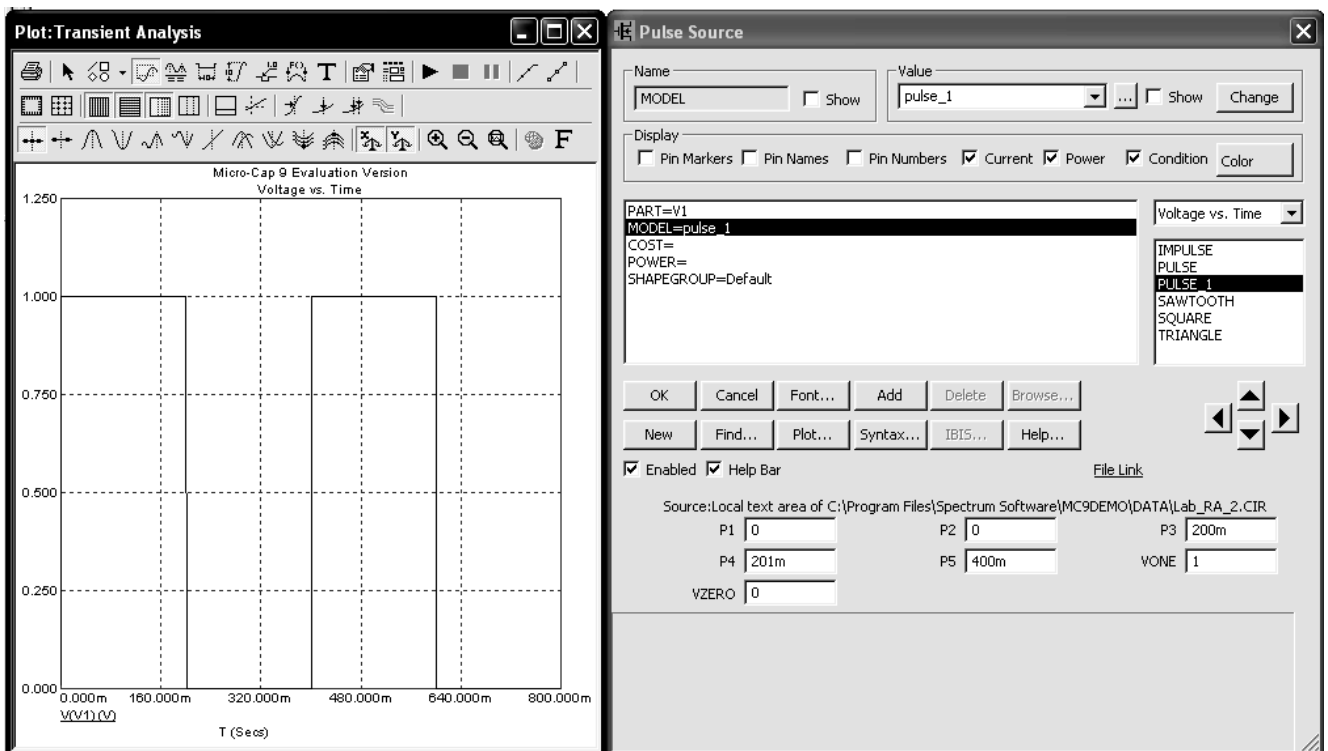 Plot:Transient Analysis
T
F
Micro-Cap 9 Evaluation Version
Voltage vs. Time
1.250
1.000
0.750
0.500
0.250
0.000
0.000m 160.000m 320.000m 480.000m 640.000m 800.000m
V(V1) (V)
T (Secs)
Pulse Source
Name
MODEL
Show
Value
pulse_1
...
Show
Change
Display
Pin Markers Pin Names Pin Numbers Current Power Condition Color
PART=V1
MODEL=pulse_1
COST=
POWER=
SHAPEGROUP=Default
Voltage vs. Time
IMPULSE
PULSE
PULSE_1
SAWTOOTH
SQUARE
TRIANGLE
OK Cancel Font... Add Delete Browse...
New Find... Plot... Syntax... IBIS... Help...
Enabled Help Bar File Link
Source:Local text area of C:\Program Files\Spectrum Software\MC9DEMO\DATA\Lab_RA_2.CIR
P1 0 P2 0 P3 200m
P4 201m P5 400m VONE 1
VZERO 0